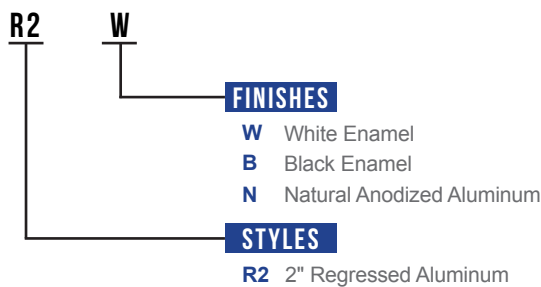 R2 W
FINISHES
W White Enamel
B Black Enamel
N Natural Anodized Aluminum
STYLES
R2 2" Regressed Aluminum